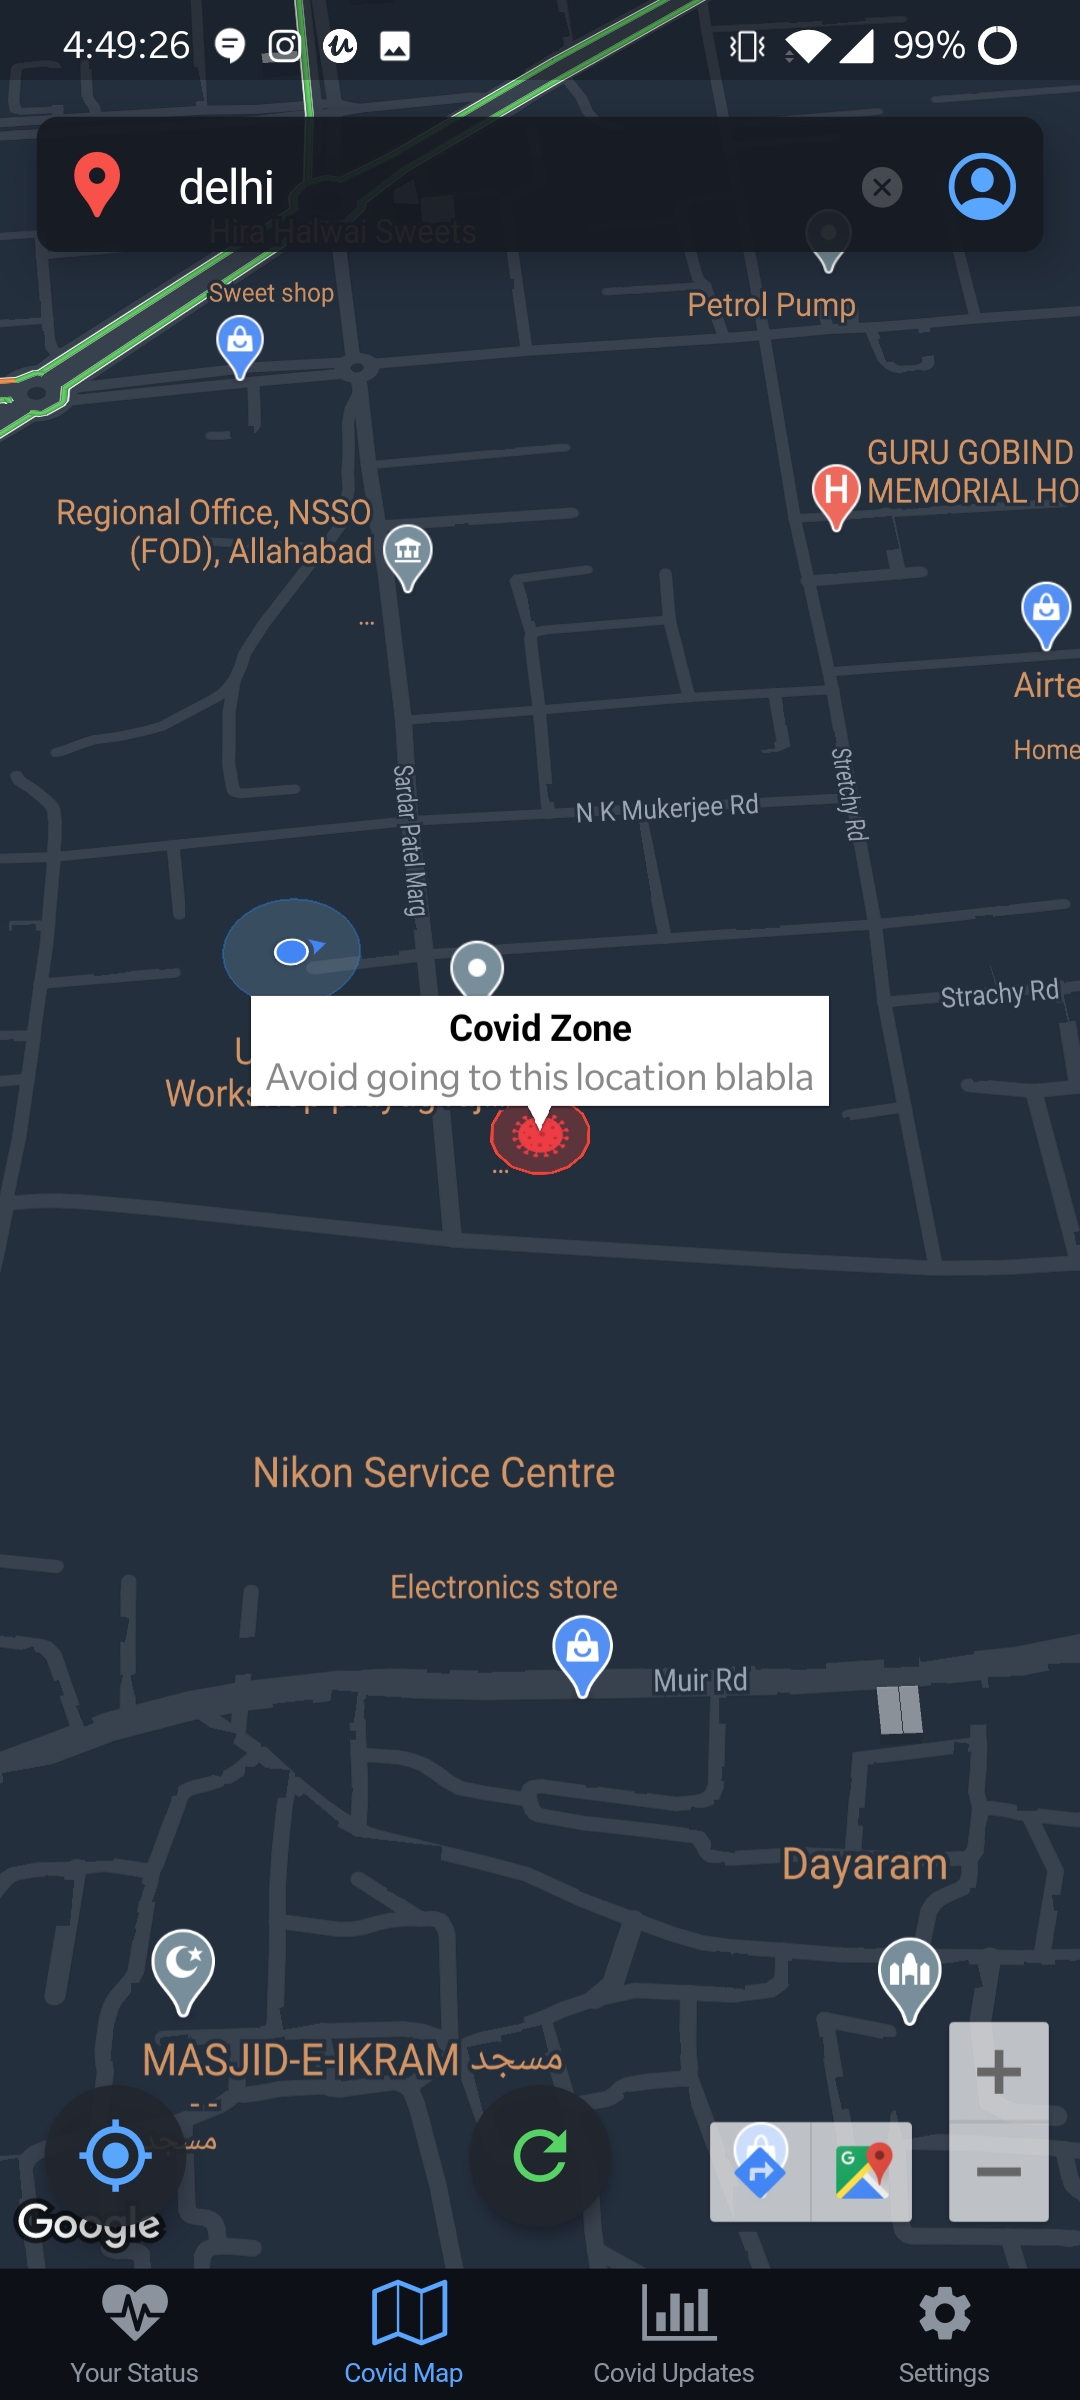 4:49:26
99%
delhi
Hira Halwai Sweets
Sweet shop
Petrol Pump
GURU GOBIND
MEMORIAL HO
Regional Office, NSSO
(FOD), Allahabad
...
Airte
Home
Sardar Patel Marg
N K Mukerjee Rd
Stretchy Rd
Strachy Rd
Covid Zone
Avoid going to this location blabla
...
Nikon Service Centre
Electronics store
Muir Rd
Dayaram
MASJID-E-IKRAM مسجد
- -
مسجد
Google
Your Status
Covid Map
Covid Updates
Settings